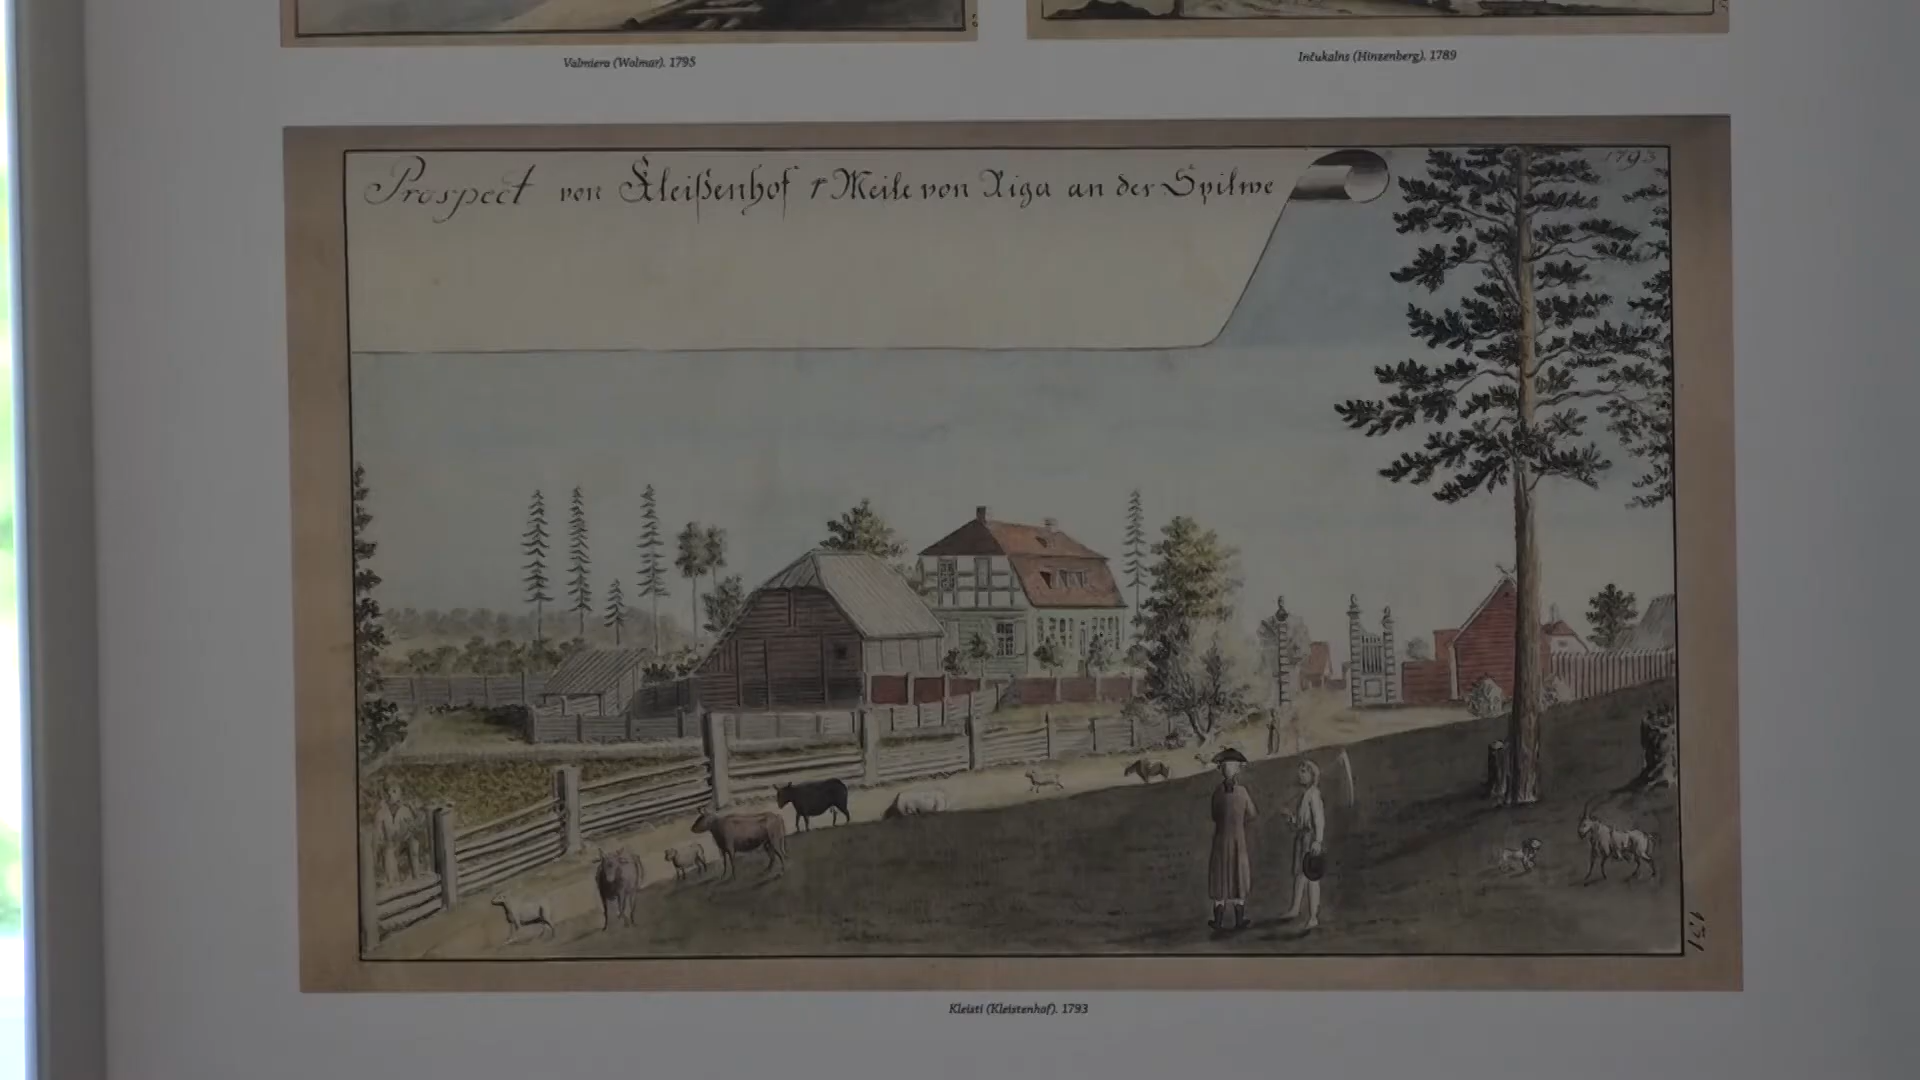 Valmiera (Wolmar). 1795
Inčukalns (Hinzenberg), 1789
Prospect von Kleißenhof 1 Meile von Riga an der Spilwe
1793
151
Kleisti (Kleistenhof). 1793